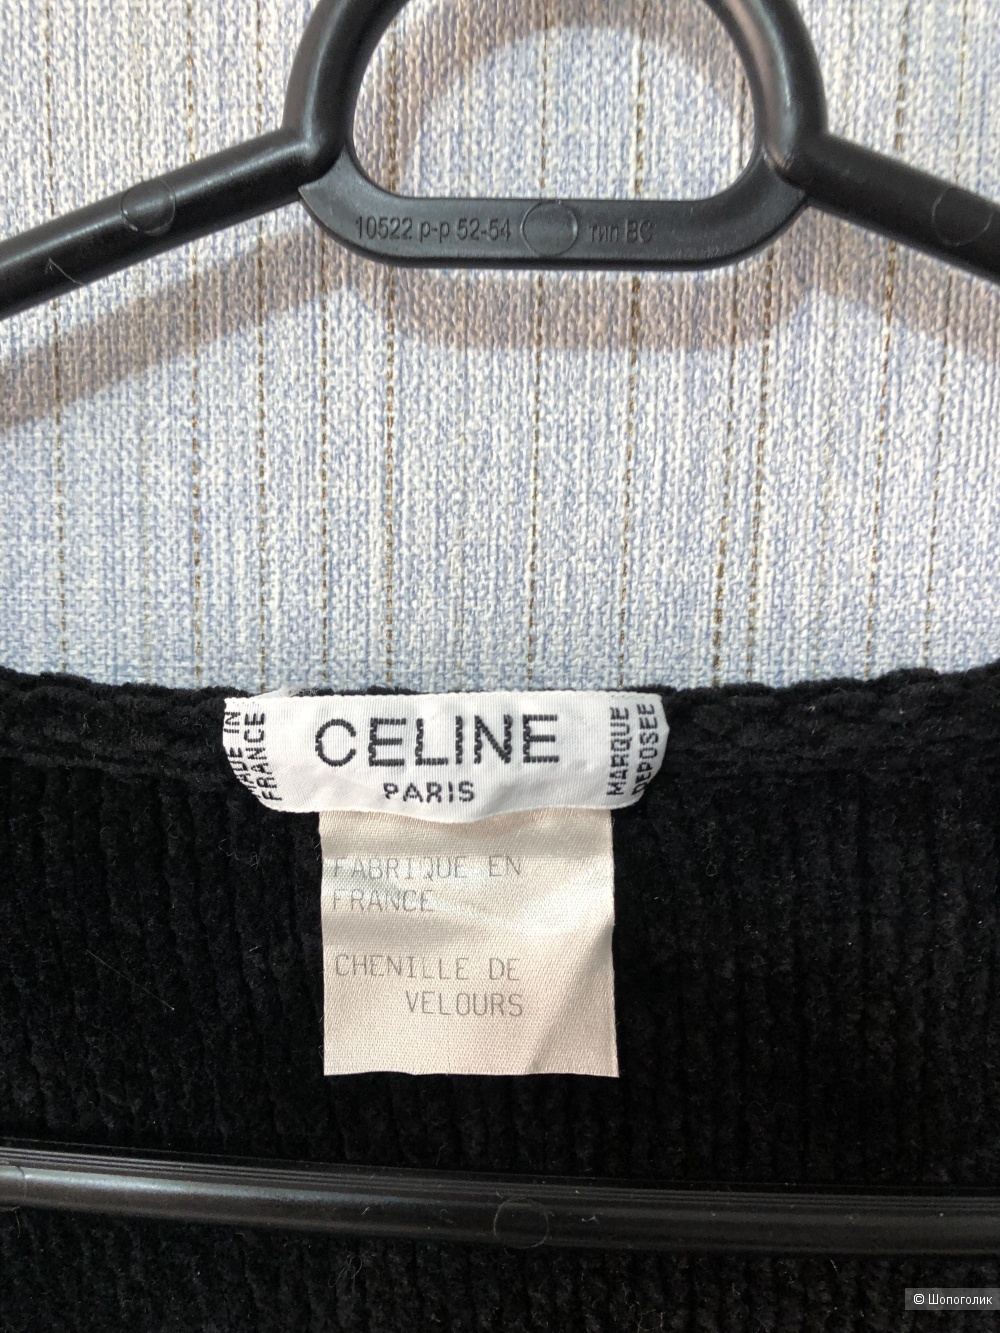 10522 р-р 52-54 тип ВС
MADE IN
FRANCE
CELINE
PARIS
MARQUE
DEPOSEE
FABRIQUE EN
FRANCE
CHENILLE DE
VELOURS
© Шопоголик